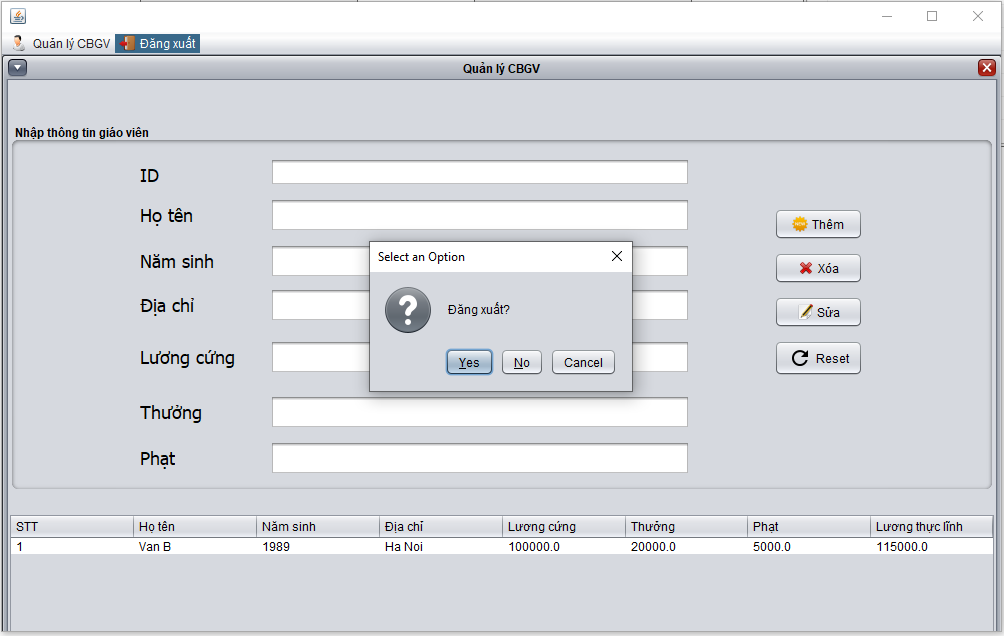 Quản lý CBGV Đăng xuất
Quản lý CBGV
Nhập thông tin giáo viên
ID
Họ tên
Năm sinh
Địa chỉ
Lương cứng
Thưởng
Phạt
Thêm
Xóa
Sửa
Reset
Select an Option
Đăng xuất?
Yes No Cancel
STT Họ tên Năm sinh Địa chỉ Lương cứng Thưởng Phạt Lương thực lĩnh
1 Van B 1989 Ha Noi 100000.0 20000.0 5000.0 115000.0